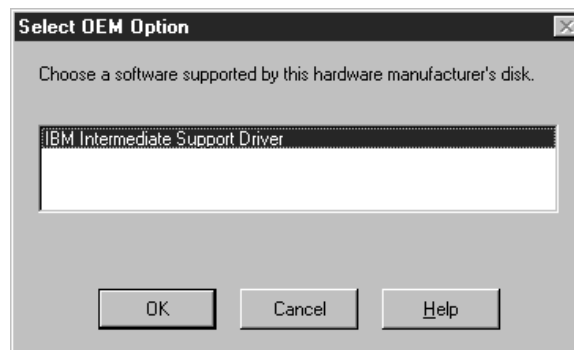 Select OEM Option
Choose a software supported by this hardware manufacturer's disk.
IBM Intermediate Support Driver
OK
Cancel
Help